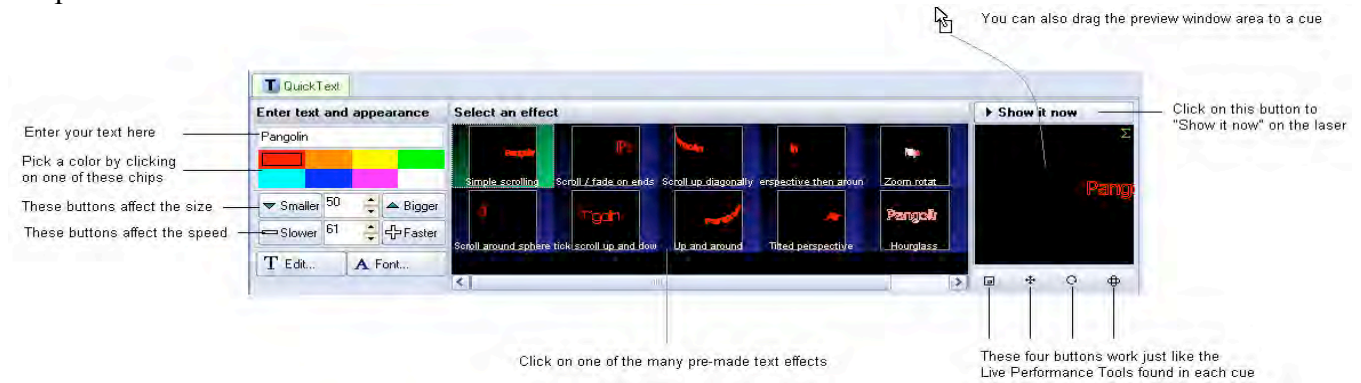 You can also drag the preview window area to a cue
QuickText
Enter text and appearance
Select an effect
Show it now
Click on this button to
"Show it now" on the laser
Enter your text here
Pangolin
Pick a color by clicking
on one of these chips
Simple scrolling
Scroll / fade on ends
Scroll up diagonally
erspective then aroun
Zoom rotat
These buttons affect the size
Smaller 50 Bigger
These buttons affect the speed
Slower 61 Faster
Scroll around sphere
tick scroll up and dow
Up and around
Tilted perspective
Hourglass
T Edit...
A Font...
Σ
Pang
Click on one of the many pre-made text effects
These four buttons work just like the
Live Performance Tools found in each cue